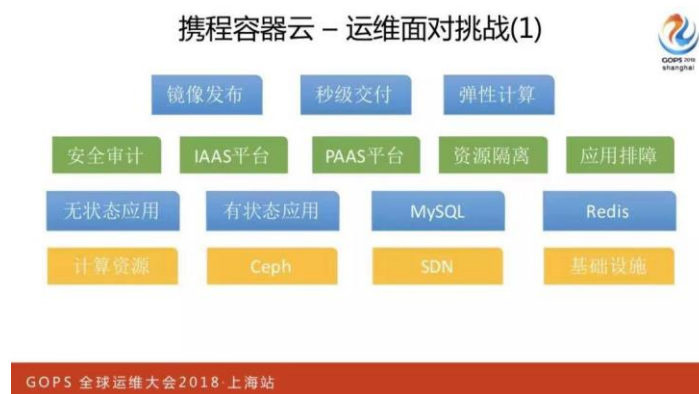 携程容器云 – 运维面对挑战(1)
GOPS 2018
shanghai
镜像发布 秒级交付 弹性计算
安全审计 IAAS平台 PAAS平台 资源隔离 应用排障
无状态应用 有状态应用 MySQL Redis
计算资源 Ceph SDN 基础设施
GOPS 全球运维大会2018·上海站